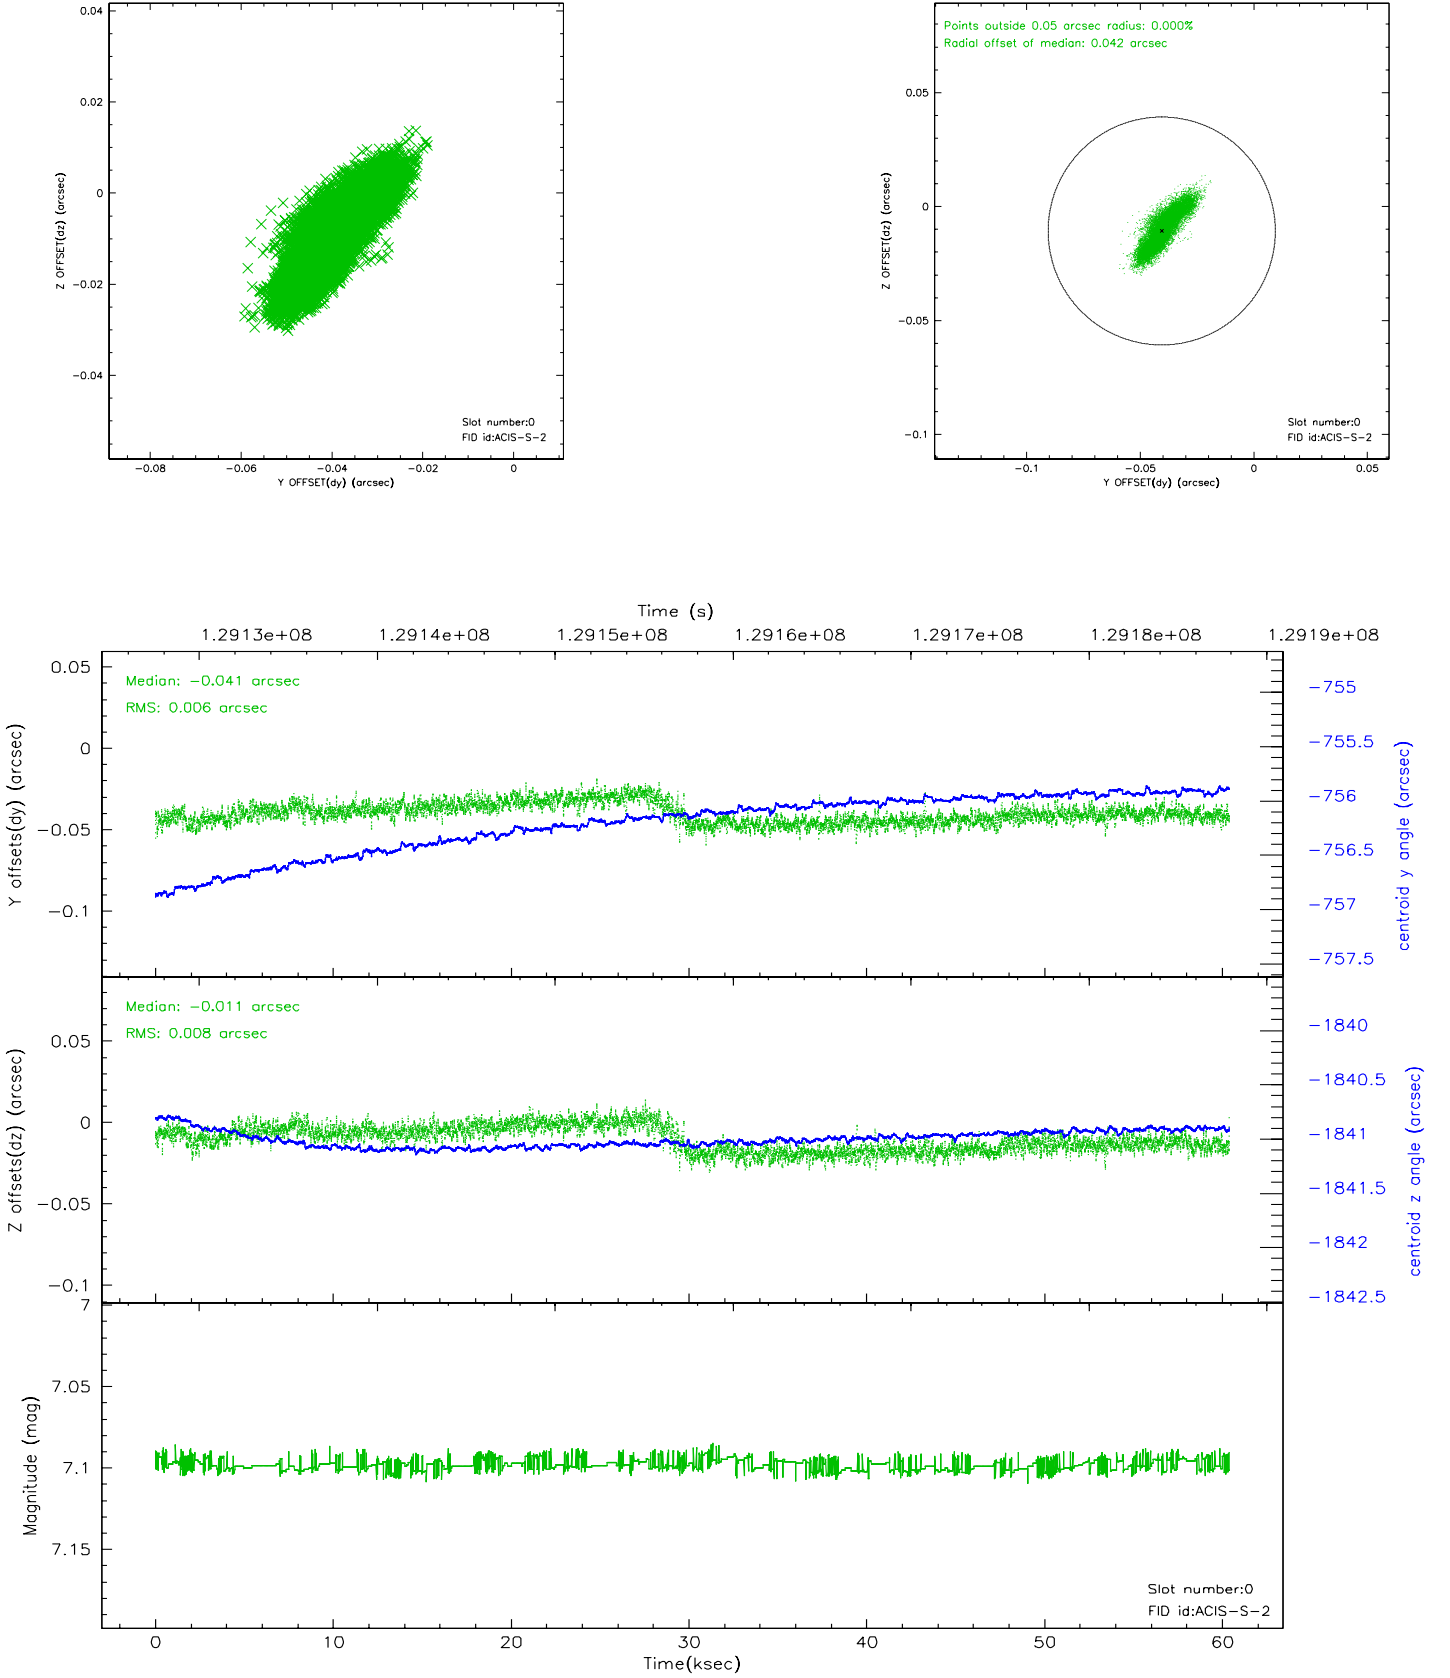 0.04
0.02
0
−0.02
−0.04
Z OFFSET(dz) (arcsec)
−0.08
−0.06
−0.04
−0.02
0
Y OFFSET(dy) (arcsec)
Slot number:0
FID id:ACIS−S−2
Points outside 0.05 arcsec radius: 0.000%
Radial offset of median: 0.042 arcsec
0.05
0
−0.05
−0.1
Z OFFSET(dz) (arcsec)
Slot number:0
FID id:ACIS−S−2
−0.1
−0.05
0
0.05
Y OFFSET(dy) (arcsec)
Time (s)
1.2913e+08
1.2914e+08
1.2915e+08
1.2916e+08
1.2917e+08
1.2918e+08
1.2919e+08
Median: −0.041 arcsec
RMS: 0.006 arcsec
0.05
0
−0.05
−0.1
Y offsets(dy) (arcsec)
−755
−755.5
−756
−756.5
−757
−757.5
centroid y angle (arcsec)
Median: −0.011 arcsec
RMS: 0.008 arcsec
0.05
0
−0.05
−0.1
Z offsets(dz) (arcsec)
−1840
−1840.5
−1841
−1841.5
−1842
−1842.5
centroid z angle (arcsec)
7
7.05
7.1
7.15
Magnitude (mag)
Slot number:0
FID id:ACIS−S−2
0
10
20
30
40
50
60
Time(ksec)